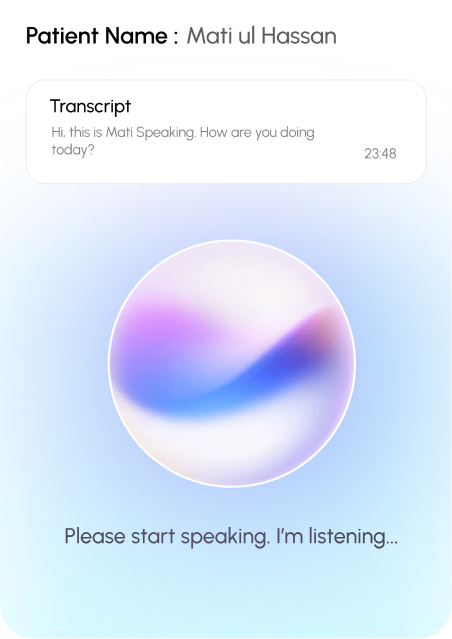 Patient Name : Mati ul Hassan
Transcript
Hi, this is Mati Speaking. How are you doing
today?
23:48
Please start speaking. I'm listening...